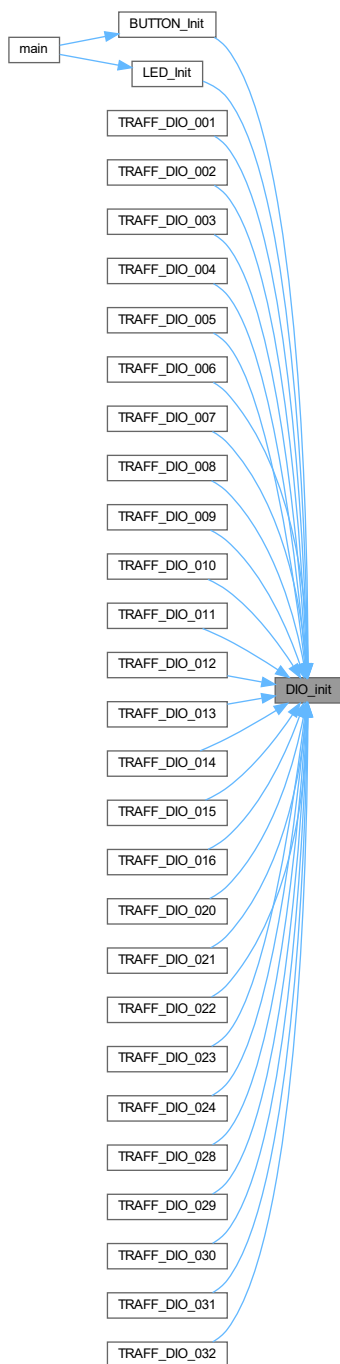 BUTTON_Init
main
LED_Init
TRAFF_DIO_001
TRAFF_DIO_002
TRAFF_DIO_003
TRAFF_DIO_004
TRAFF_DIO_005
TRAFF_DIO_006
TRAFF_DIO_007
TRAFF_DIO_008
TRAFF_DIO_009
TRAFF_DIO_010
TRAFF_DIO_011
TRAFF_DIO_012
DIO_init
TRAFF_DIO_013
TRAFF_DIO_014
TRAFF_DIO_015
TRAFF_DIO_016
TRAFF_DIO_020
TRAFF_DIO_021
TRAFF_DIO_022
TRAFF_DIO_023
TRAFF_DIO_024
TRAFF_DIO_028
TRAFF_DIO_029
TRAFF_DIO_030
TRAFF_DIO_031
TRAFF_DIO_032